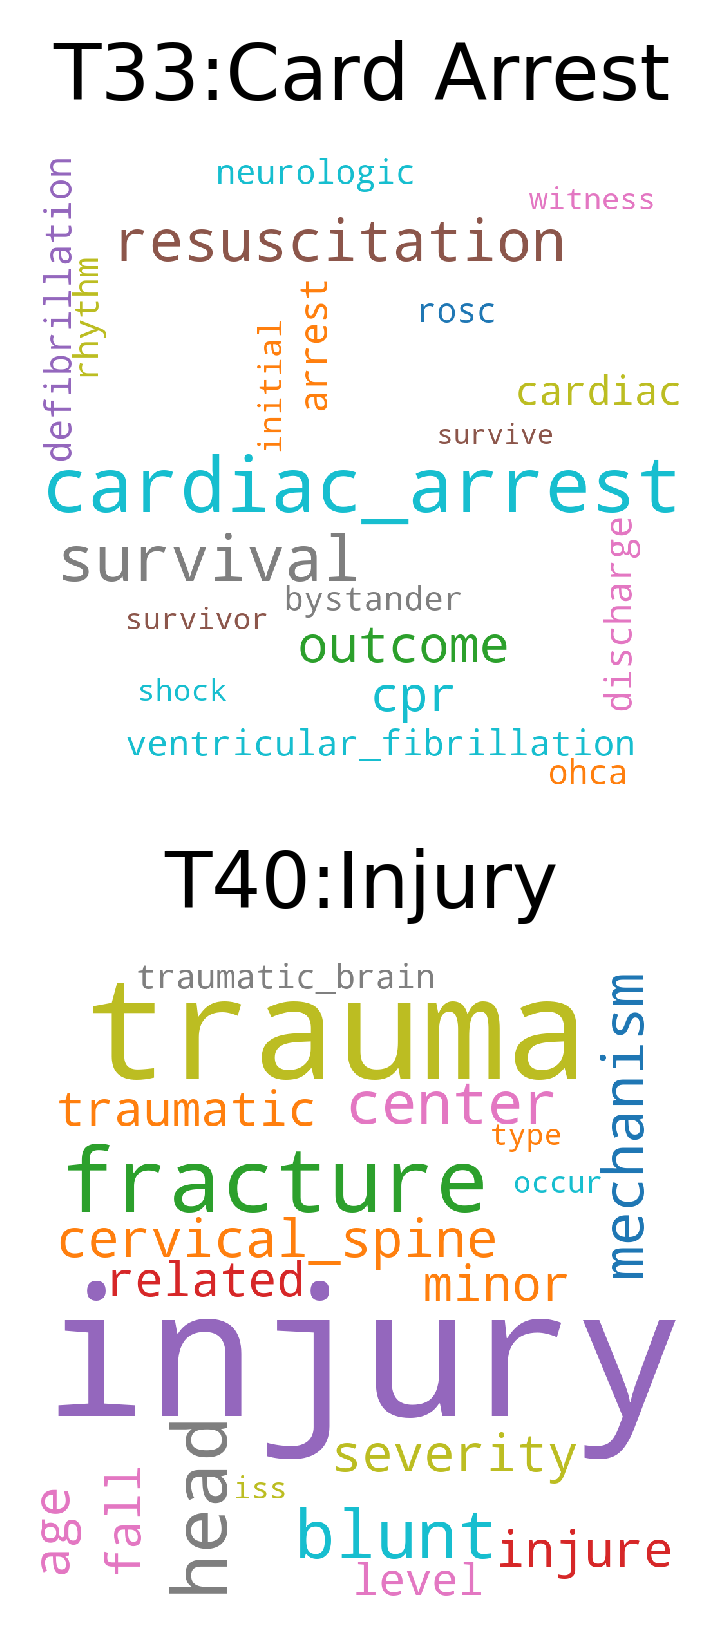 T33:Card Arrest
neurologic
witness
defibrillation
resuscitation
rhythm
initial
arrest
rosc
cardiac
survive
cardiac_arrest
survival
discharge
bystander
survivor
outcome
shock
cpr
ventricular_fibrillation
ohca
T40:Injury
traumatic_brain
trauma
mechanism
traumatic
center
type
fracture
occur
cervical_spine
related
minor
injury
head
severity
age
fall
iss
blunt
injure
level